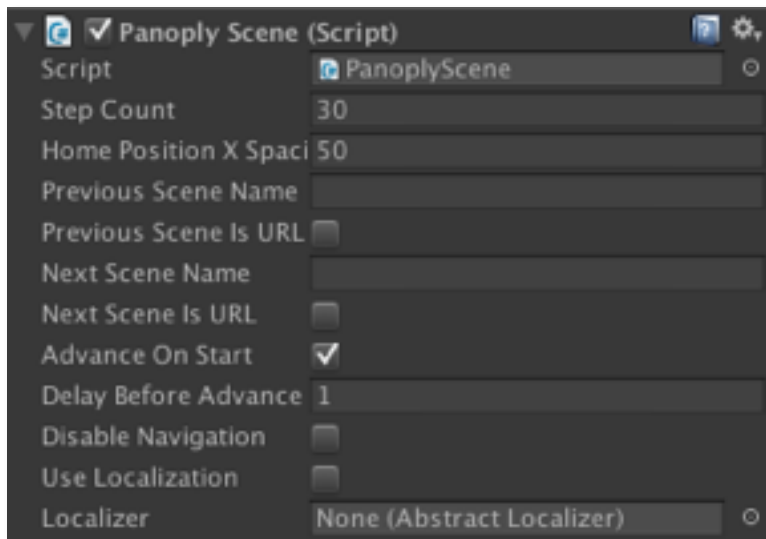 Panoply Scene (Script)
Script PanoplyScene
Step Count 30
Home Position X Spaci 50
Previous Scene Name
Previous Scene Is URL
Next Scene Name
Next Scene Is URL
Advance On Start
Delay Before Advance 1
Disable Navigation
Use Localization
Localizer None (Abstract Localizer)